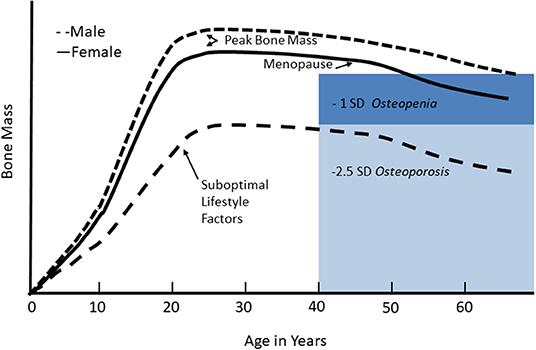 - -Male
—Female
Peak Bone Mass
Menopause
- 1 SD Osteopenia
-2.5 SD Osteoporosis
Suboptimal
Lifestyle
Factors
Bone Mass
0 10 20 30 40 50 60
Age in Years